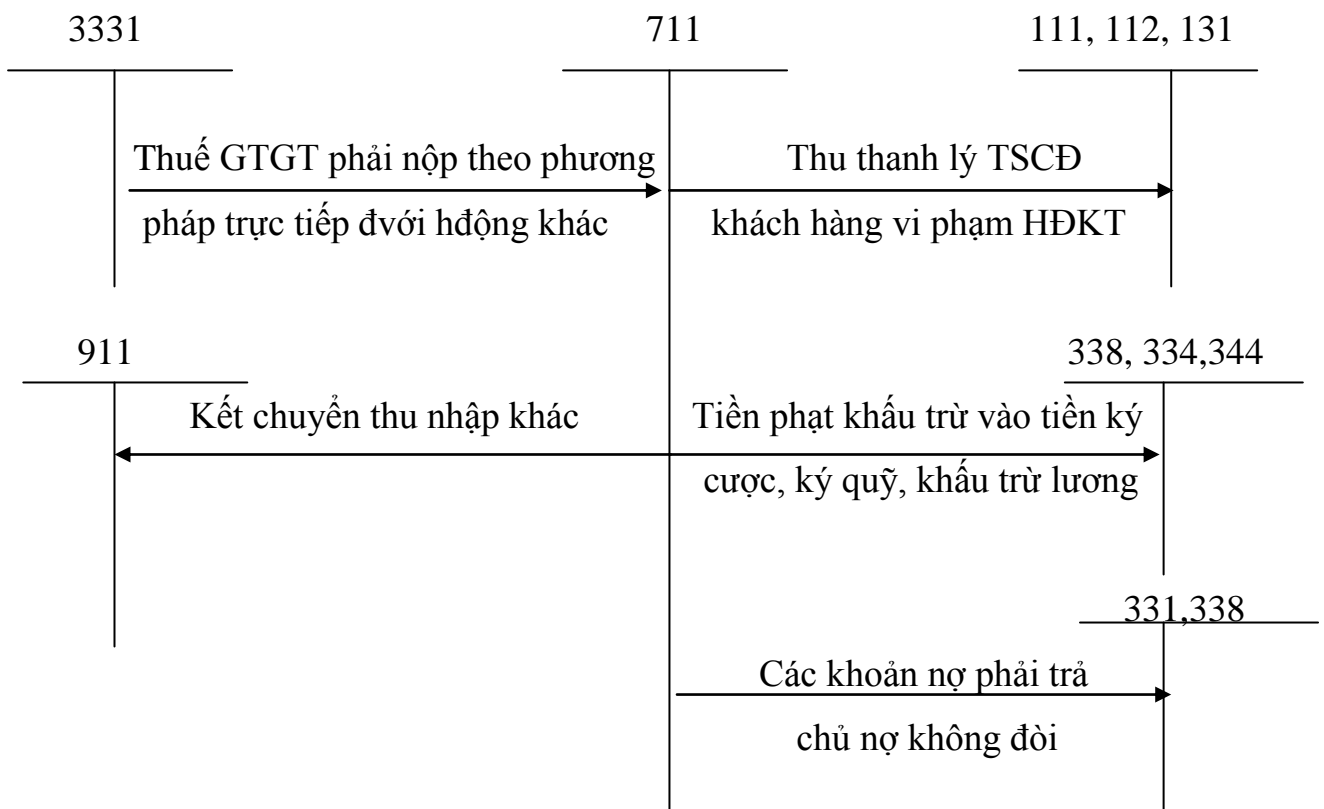 3331
711
111, 112, 131
Thuế GTGT phải nộp theo phương
pháp trực tiếp đvới hđộng khác
Thu thanh lý TSCĐ
khách hàng vi phạm HĐKT
911
338, 334,344
Kết chuyển thu nhập khác
Tiền phạt khấu trừ vào tiền ký
cược, ký quỹ, khấu trừ lương
331,338
Các khoản nợ phải trả
chủ nợ không đòi